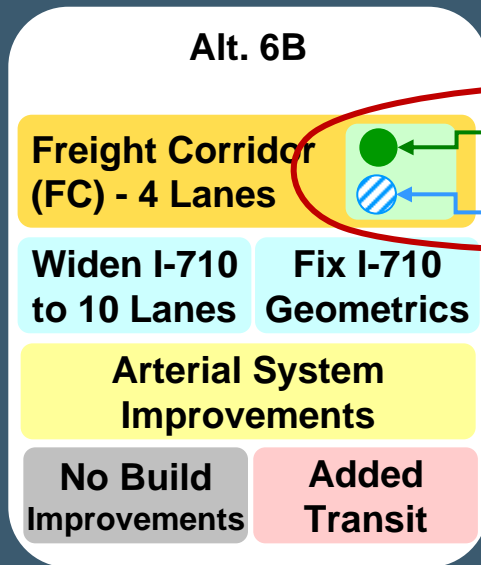 Alt. 6B
Freight Corridor
(FC) - 4 Lanes
Widen I-710
to 10 Lanes
Fix I-710
Geometrics
Arterial System
Improvements
No Build
Improvements
Added
Transit